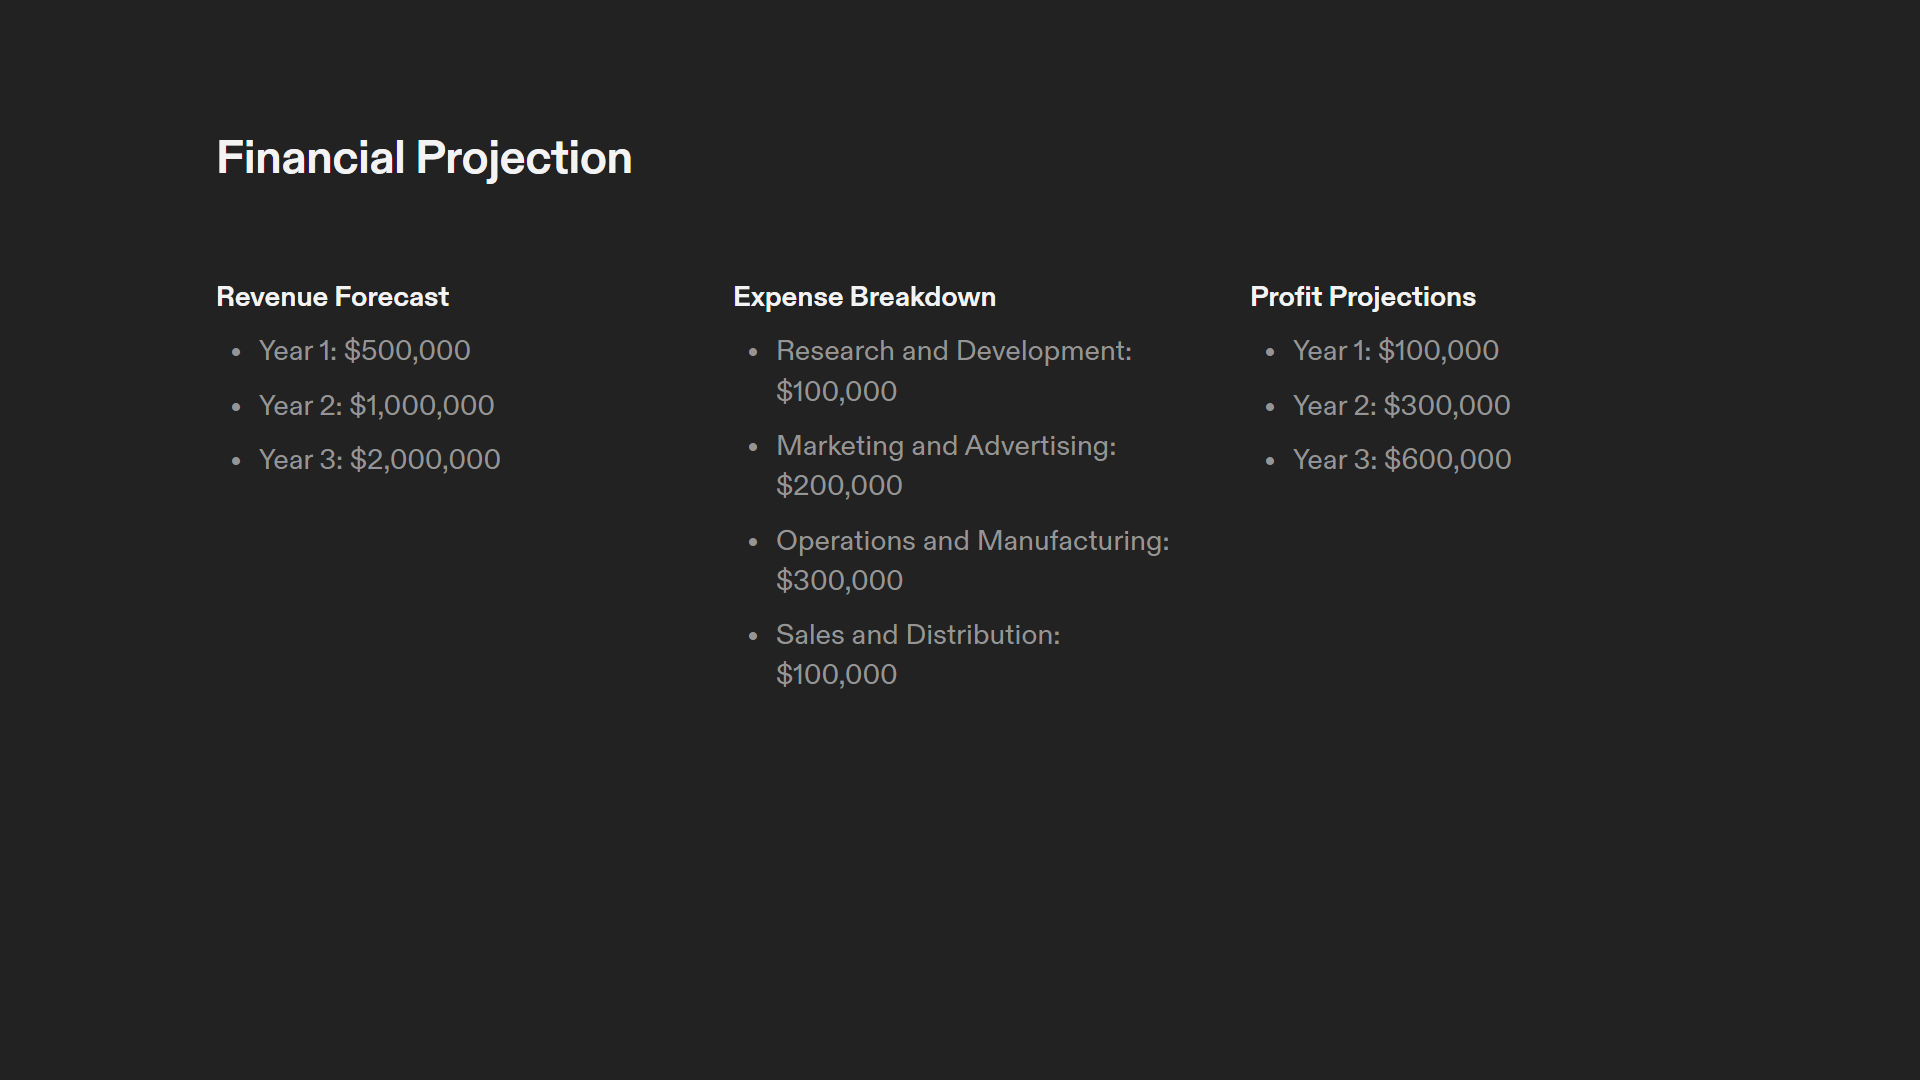 Financial Projection
Revenue Forecast
• Year 1: $500,000
• Year 2: $1,000,000
• Year 3: $2,000,000
Expense Breakdown
• Research and Development:
$100,000
• Marketing and Advertising:
$200,000
• Operations and Manufacturing:
$300,000
• Sales and Distribution:
$100,000
Profit Projections
• Year 1: $100,000
• Year 2: $300,000
• Year 3: $600,000